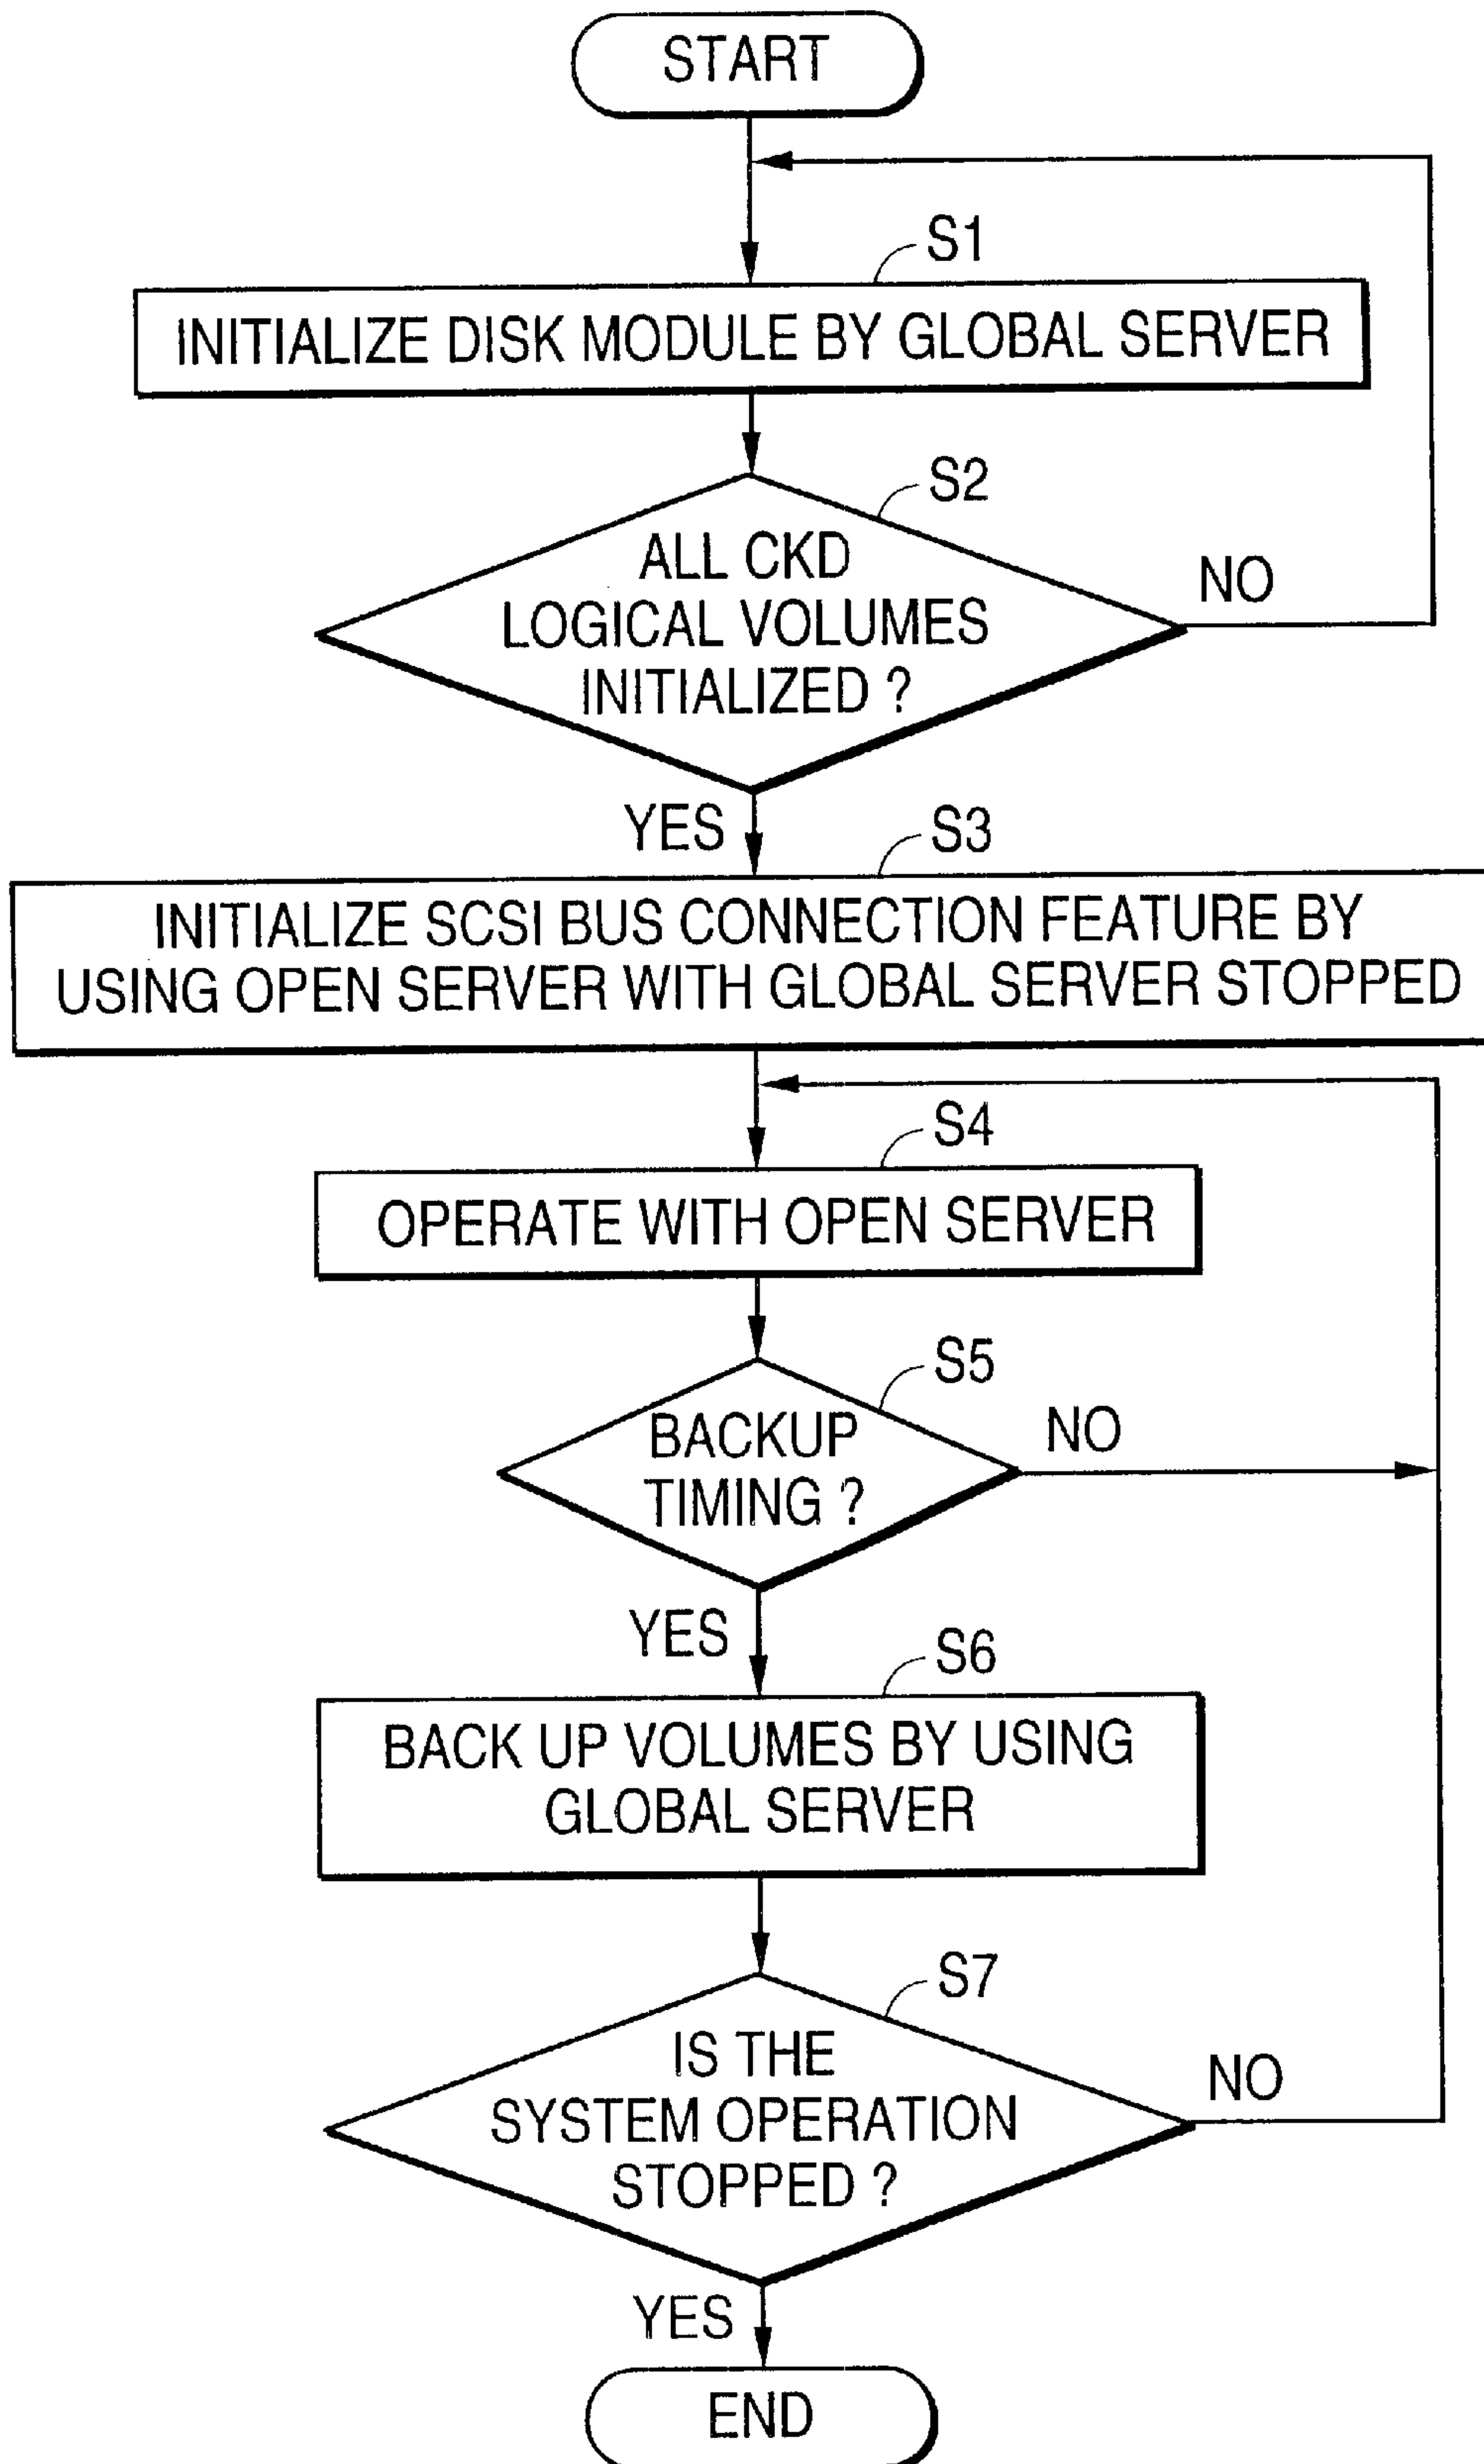 START
S1
INITIALIZE DISK MODULE BY GLOBAL SERVER
S2
ALL CKD
LOGICAL VOLUMES
INITIALIZED ?
NO
YES
S3
INITIALIZE SCSI BUS CONNECTION FEATURE BY
USING OPEN SERVER WITH GLOBAL SERVER STOPPED
S4
OPERATE WITH OPEN SERVER
S5
BACKUP
TIMING ?
NO
YES
S6
BACK UP VOLUMES BY USING
GLOBAL SERVER
S7
IS THE
SYSTEM OPERATION
STOPPED ?
NO
YES
END